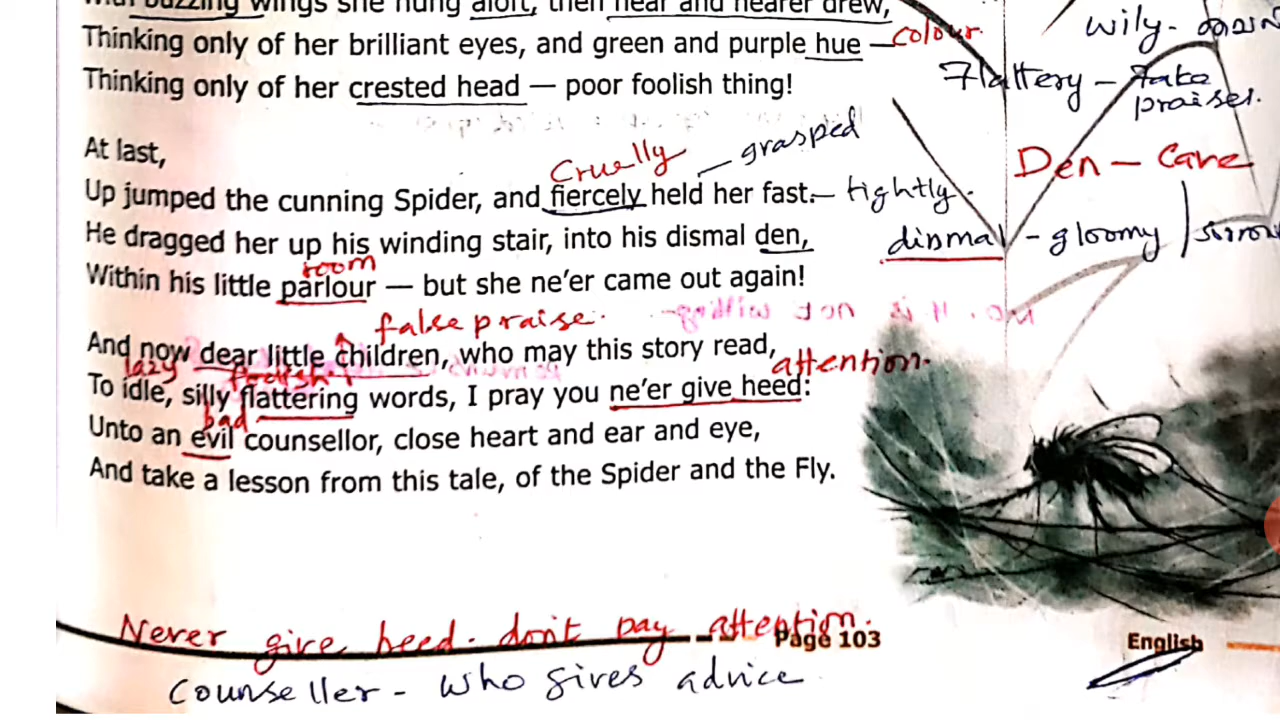 buzzing wings she hung aloft, then near and nearer drew,
Thinking only of her brilliant eyes, and green and purple hue — colour.
Thinking only of her crested head — poor foolish thing!
wily -
Flattery - fake
praises.
At last,
Cruelly
grasped
Den - Cave
Up jumped the cunning Spider, and fiercely held her fast. - tightly.
He dragged her up his winding stair, into his dismal den,
dismal - gloomy
room
Within his little parlour — but she ne'er came out again!
false praise.
And now dear little children, who may this story read,
lazy foolish attention.
To idle, silly flattering words, I pray you ne'er give heed:
bad
Unto an evil counsellor, close heart and ear and eye,
And take a lesson from this tale, of the Spider and the Fly.
Never give heed. don't pay attention.
Page 103
English
Counseller - who gives advice